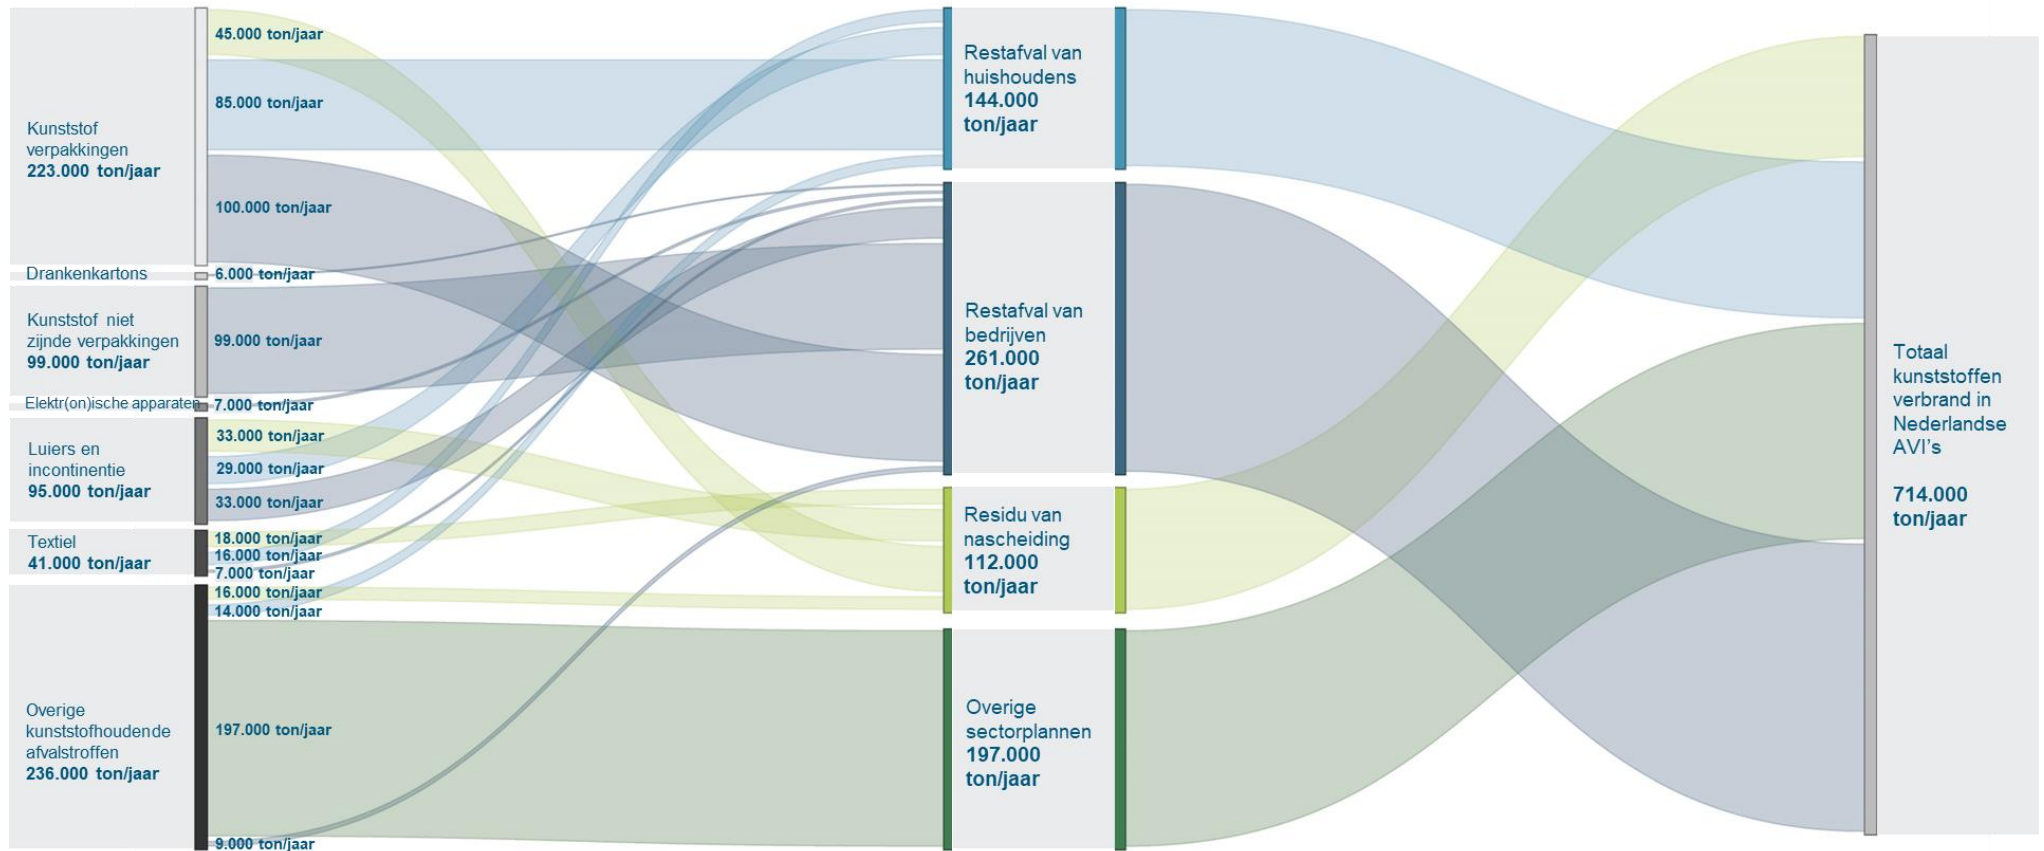 Kunststof
verpakkingen
223.000 ton/jaar
Drankenkartons
Kunststof niet
zijnde verpakkingen
99.000 ton/jaar
Elektr(on)ische apparaten
Luiers en
incontinentie
95.000 ton/jaar
Textiel
41.000 ton/jaar
Overige
kunststofhoudende
afvalstroffen
236.000 ton/jaar
45.000 ton/jaar
85.000 ton/jaar
100.000 ton/jaar
6.000 ton/jaar
99.000 ton/jaar
7.000 ton/jaar
33.000 ton/jaar
29.000 ton/jaar
33.000 ton/jaar
18.000 ton/jaar
16.000 ton/jaar
7.000 ton/jaar
16.000 ton/jaar
14.000 ton/jaar
197.000 ton/jaar
9.000 ton/jaar
Restafval van
huishoudens
144.000
ton/jaar
Restafval van
bedrijven
261.000
ton/jaar
Residu van
nascheiding
112.000
ton/jaar
Overige
sectorplannen
197.000
ton/jaar
Totaal
kunststoffen
verbrand in
Nederlandse
AVI's
714.000
ton/jaar